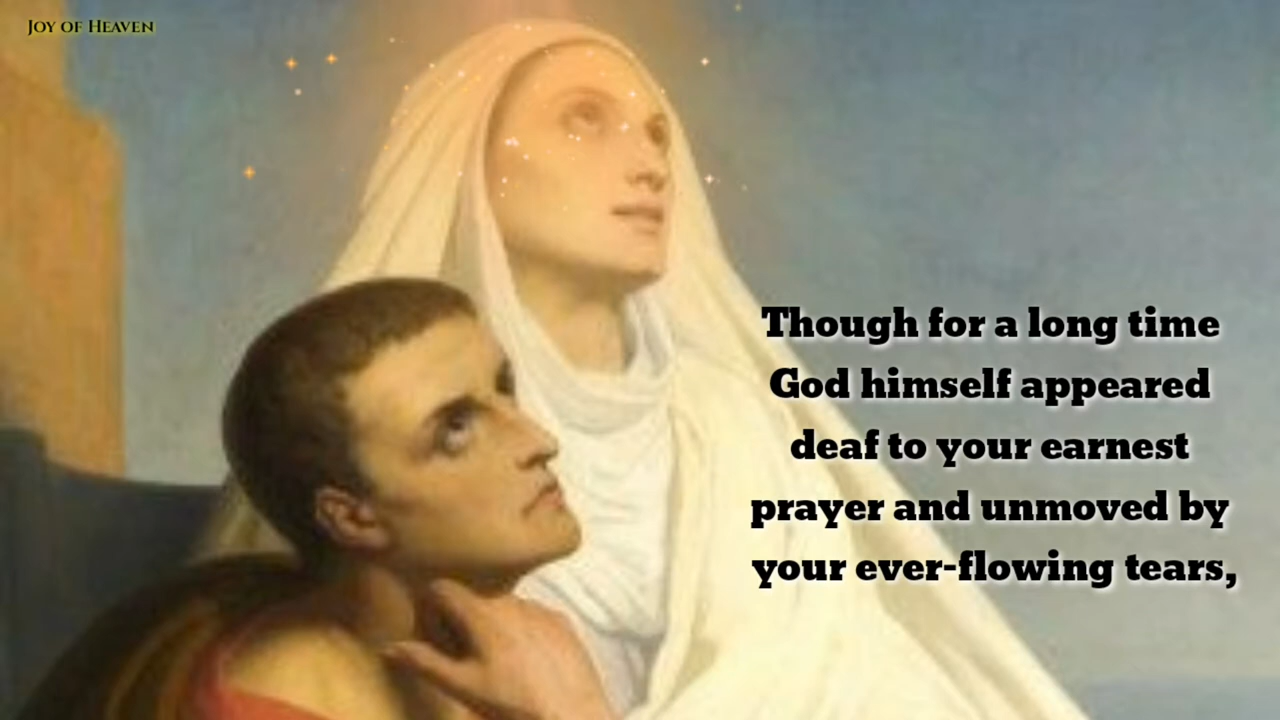 Joy of Heaven
Though for a long time
God himself appeared
deaf to your earnest
prayer and unmoved by
your ever-flowing tears,